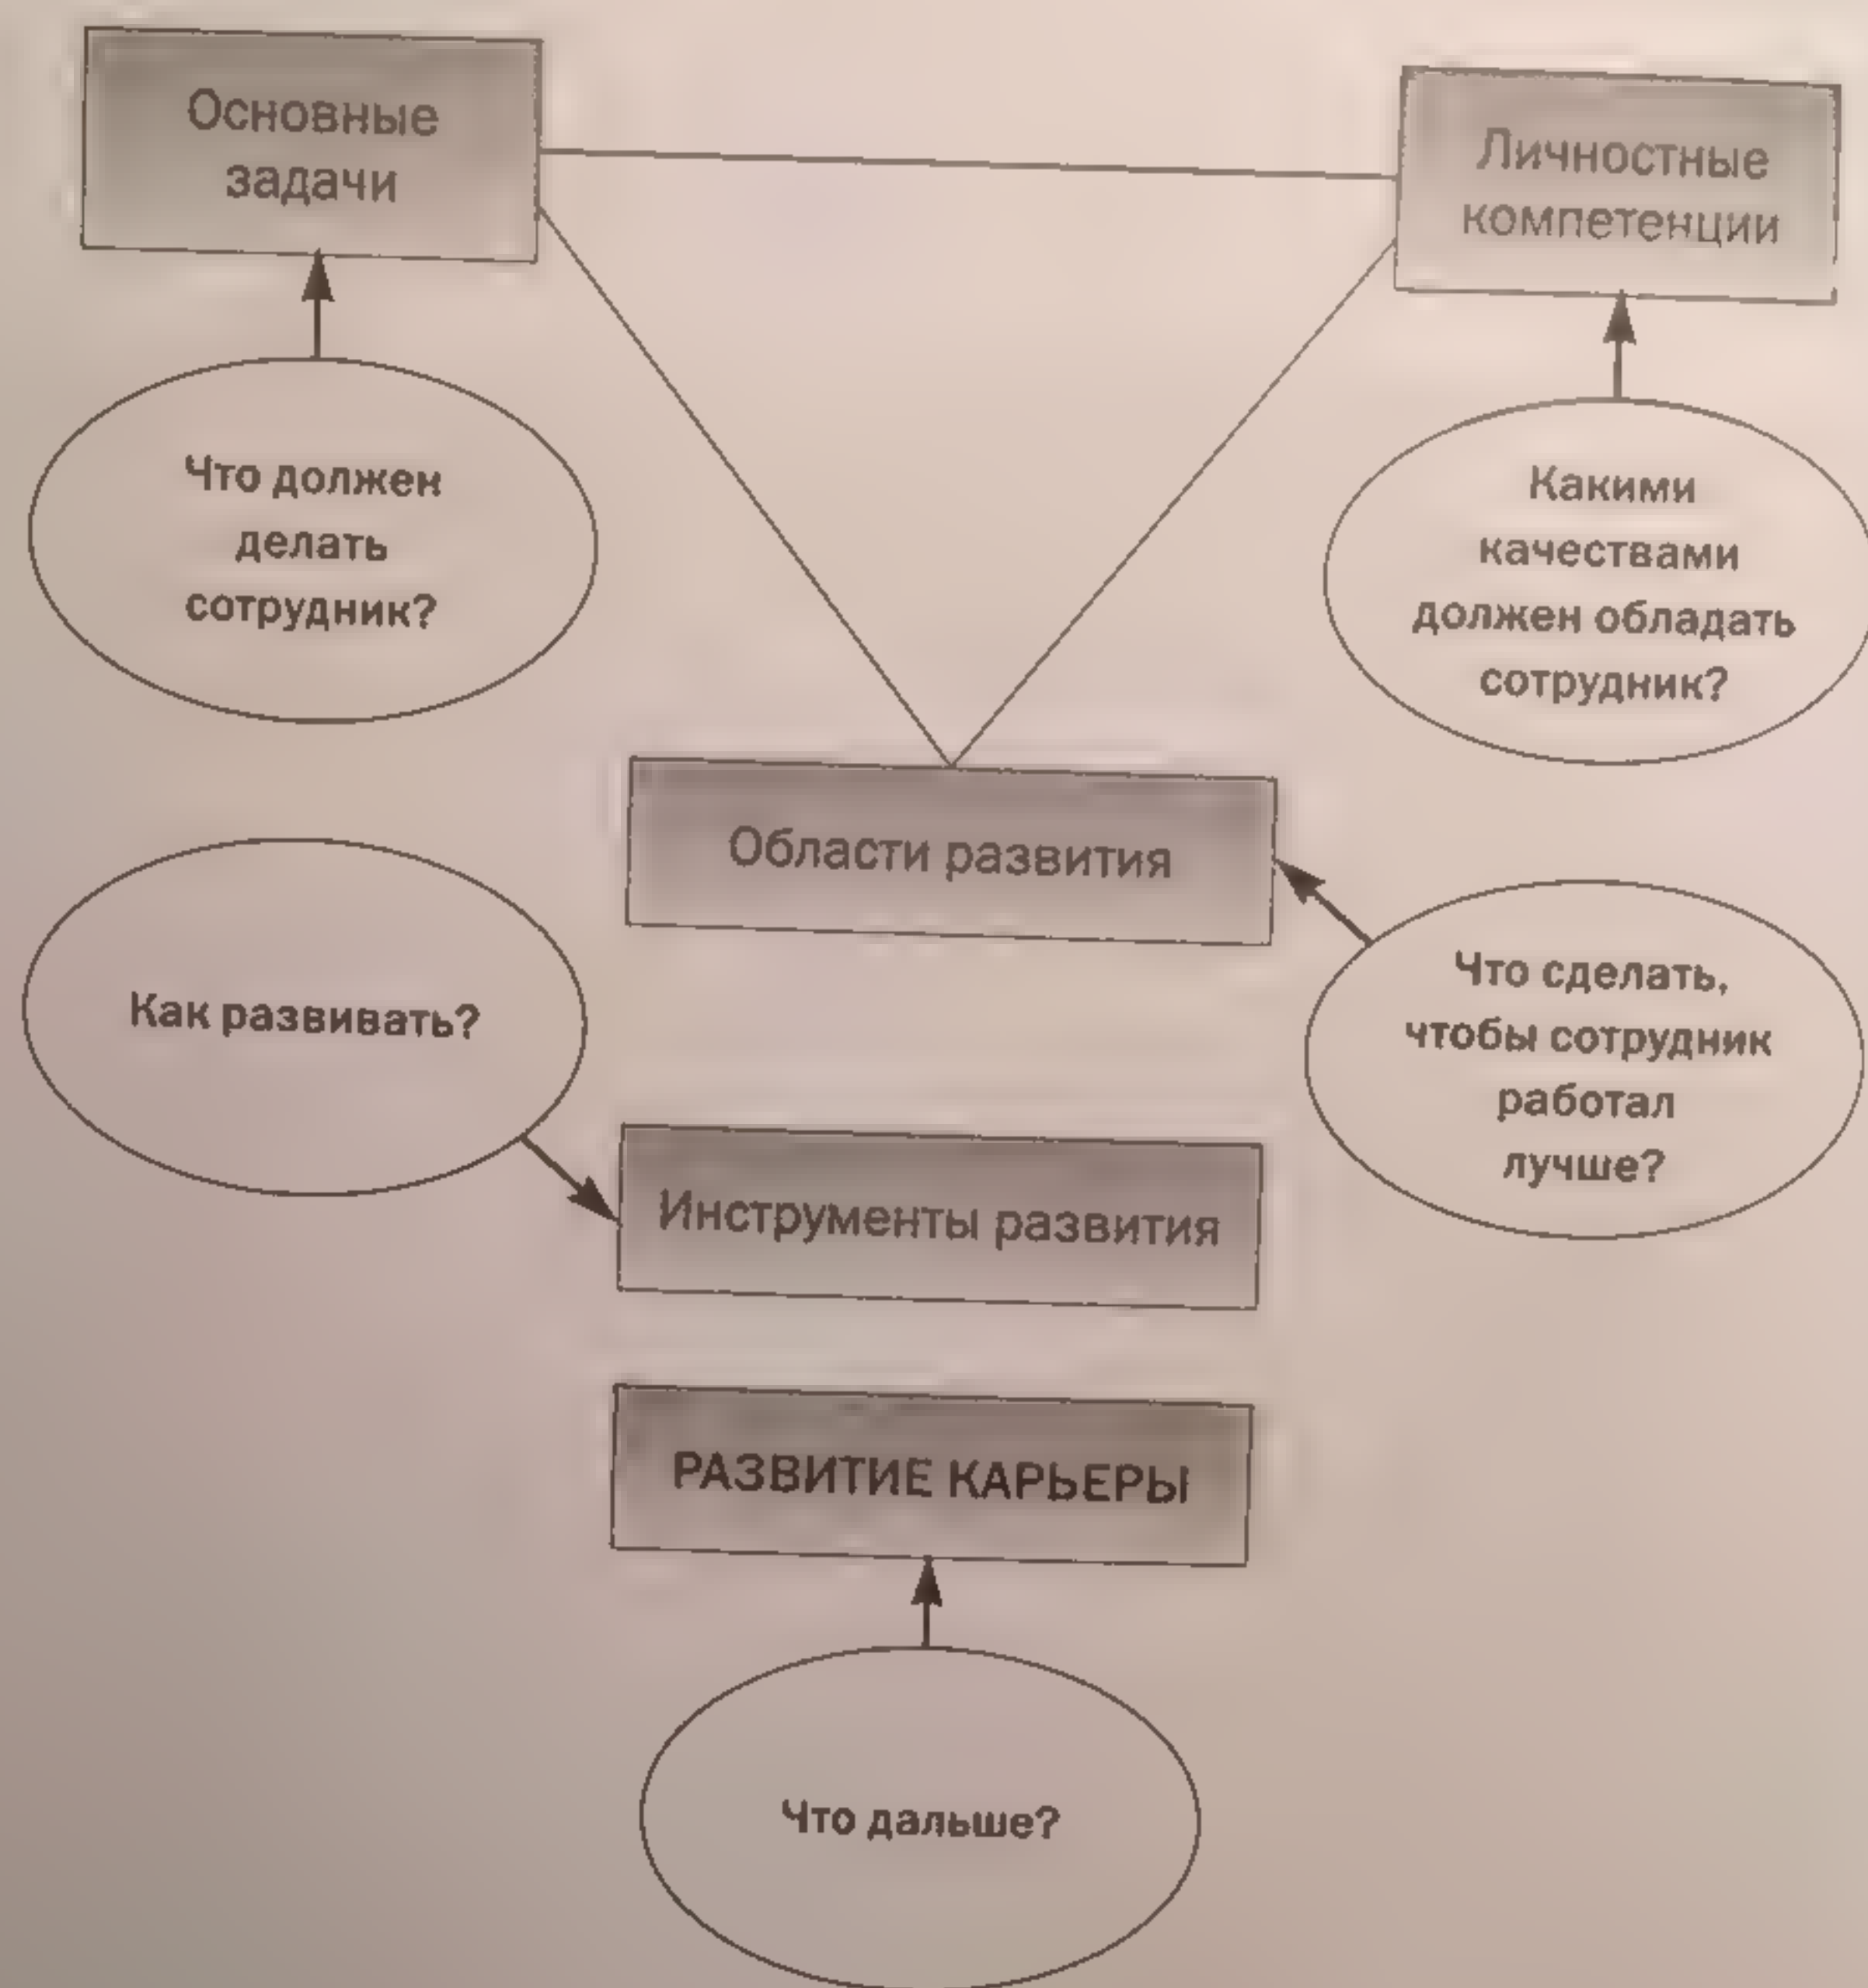 Основные
задачи
Личностные
компетенции
Что должен
делать
сотрудник?
Какими
качествами
должен обладать
сотрудник?
Области развития
Как развивать?
Что сделать,
чтобы сотрудник
работал
лучше?
Инструменты развития
РАЗВИТИЕ КАРЬЕРЫ
Что дальше?